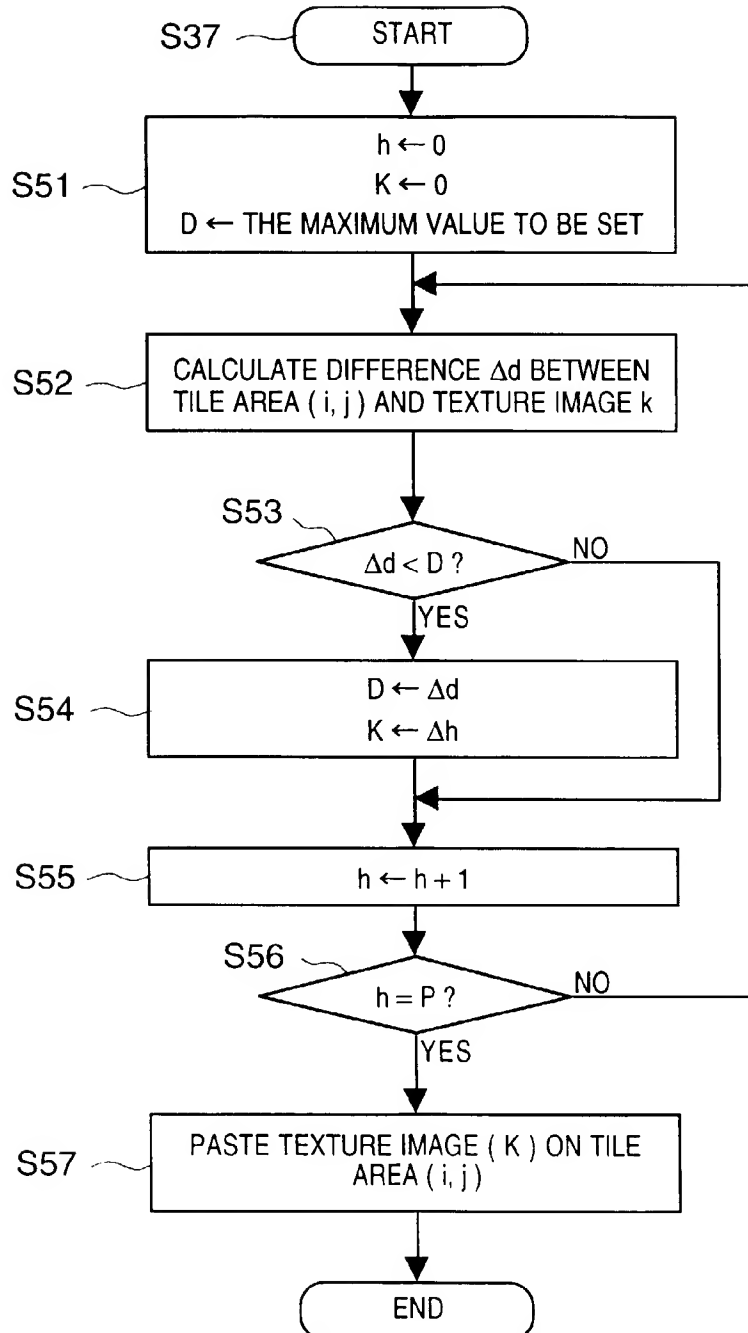 S37
START
S51
h ← 0
K ← 0
D ← THE MAXIMUM VALUE TO BE SET
S52
CALCULATE DIFFERENCE Δd BETWEEN
TILE AREA ( i, j ) AND TEXTURE IMAGE k
S53
Δd < D ?
NO
YES
S54
D ← Δd
K ← Δh
S55
h ← h + 1
S56
h = P ?
NO
YES
S57
PASTE TEXTURE IMAGE ( K ) ON TILE
AREA ( i, j )
END